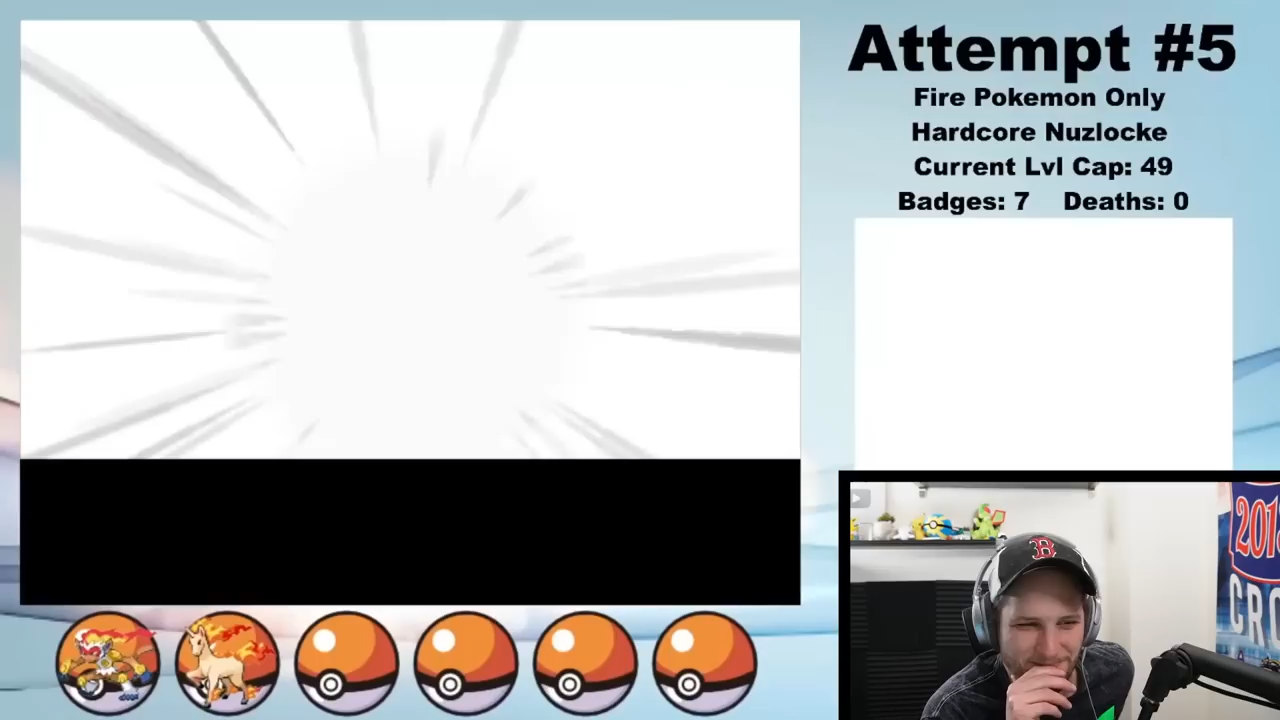 Attempt #5
Fire Pokemon Only
Hardcore Nuzlocke
Current Lvl Cap: 49
Badges: 7 Deaths: 0
B